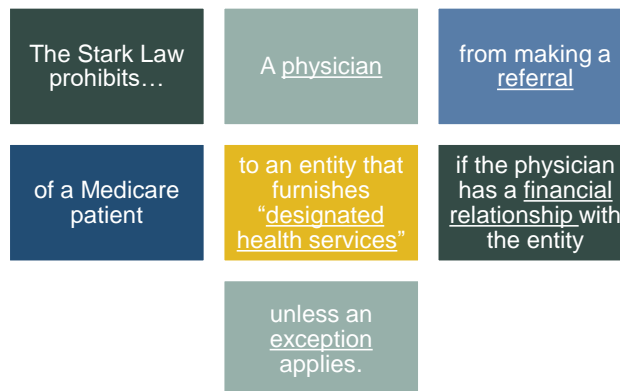 The Stark Law
prohibits…
A physician
from making a
referral
of a Medicare
patient
to an entity that
furnishes
“designated
health services”
if the physician
has a financial
relationship with
the entity
unless an
exception
applies.